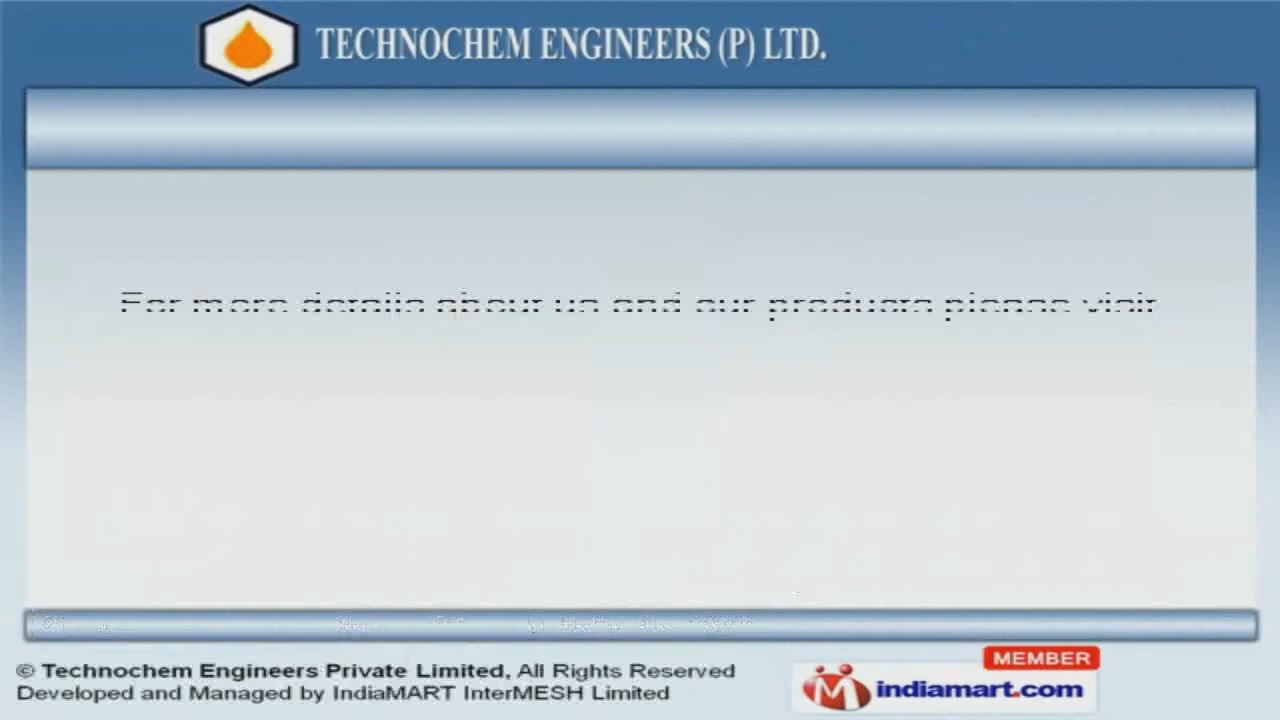 TECHNOCHEM ENGINEERS (P) LTD.
For more details about us and our products please visit
© Technochem Engineers Private Limited, All Rights Reserved
Developed and Managed by IndiaMART InterMESH Limited
MEMBER
indiamart.com